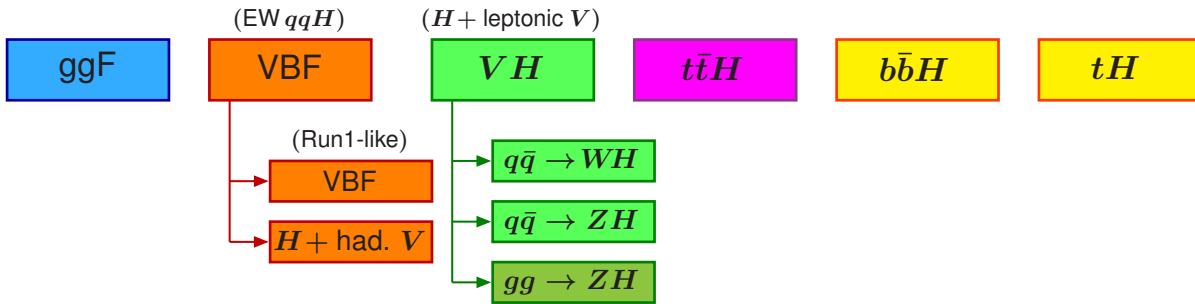 (EW qqH) (H+ leptonic V)
ggF VBF VH tt̄H bb̄H tH
(Run1-like)
VBF
H+ had. V
qq̄ → WH
qq̄ → ZH
gg → ZH